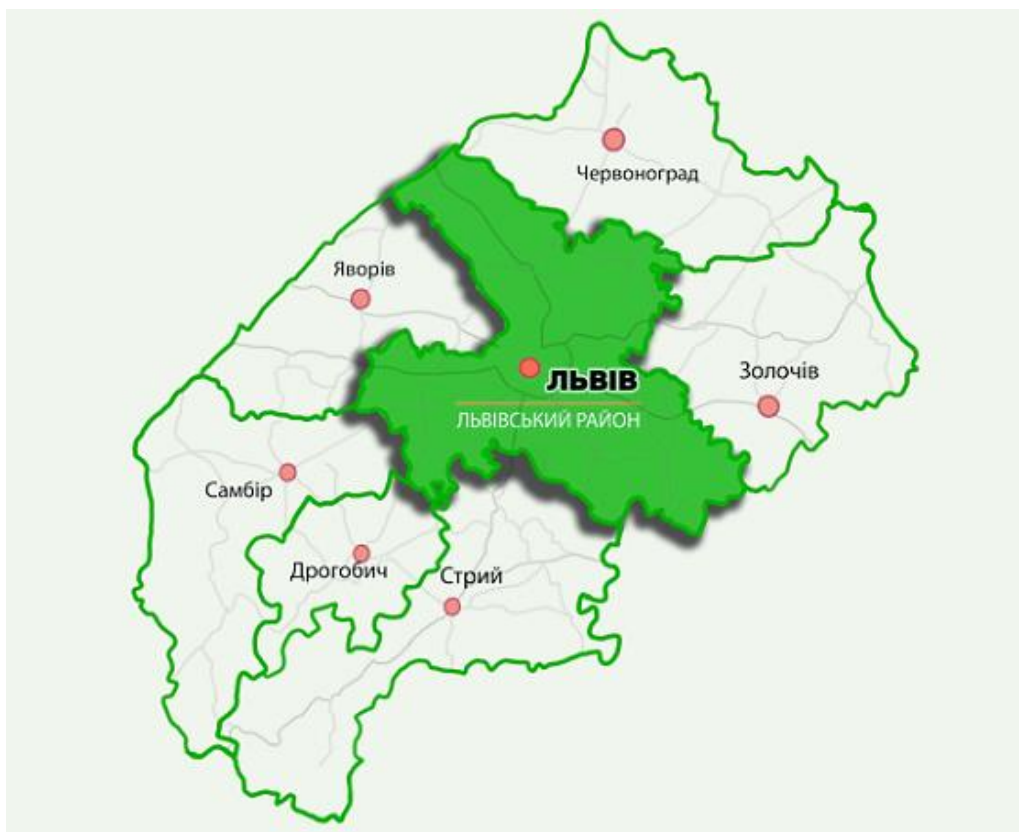 Червоноград
Яворів
Золочів
ЛЬВІВ
ЛЬВІВСЬКИЙ РАЙОН
Самбір
Дрогобич
Стрий